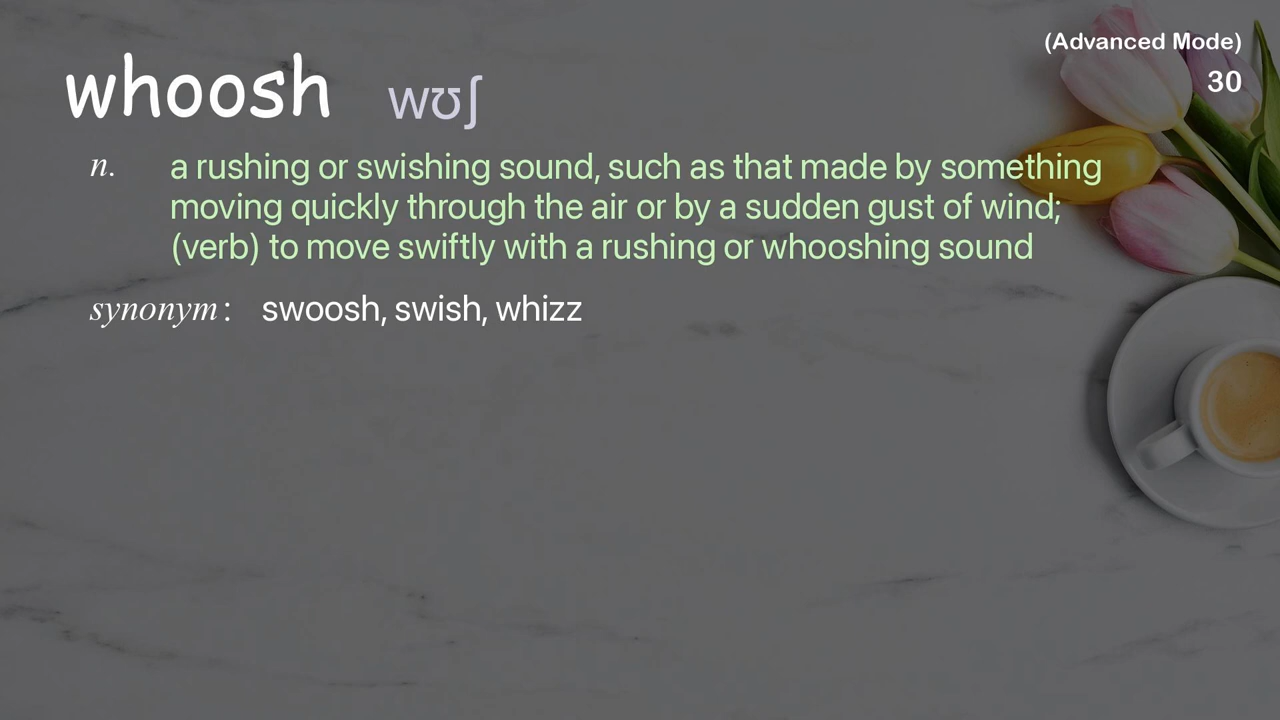 (Advanced Mode)
30
whoosh wʊʃ
n. a rushing or swishing sound, such as that made by something
moving quickly through the air or by a sudden gust of wind;
(verb) to move swiftly with a rushing or whooshing sound
synonym: swoosh, swish, whizz